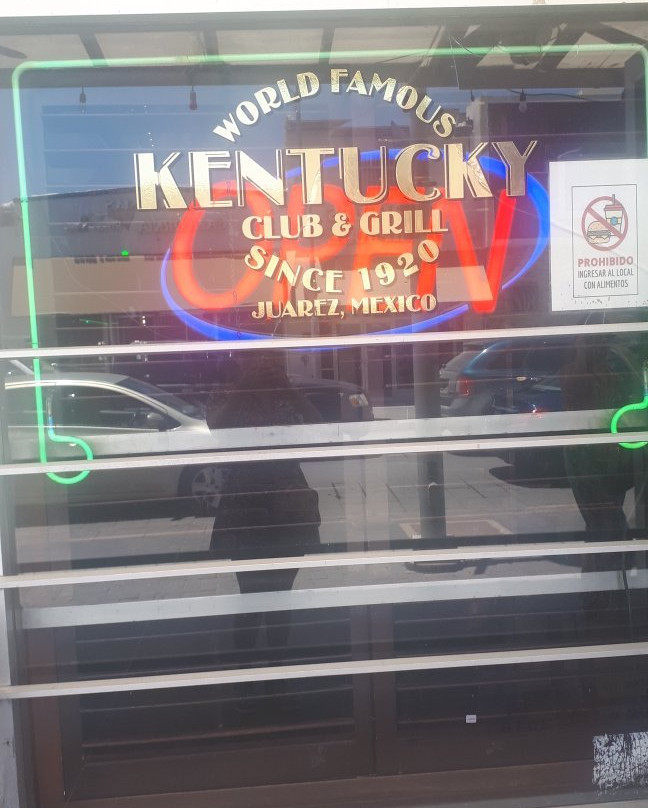 WORLD FAMOUS
KENTUCKY
OPEN
CLUB & GRILL
SINCE 1920
JUAREZ, MEXICO
PROHIBIDO
INGRESAR AL LOCAL
CON ALIMENTOS